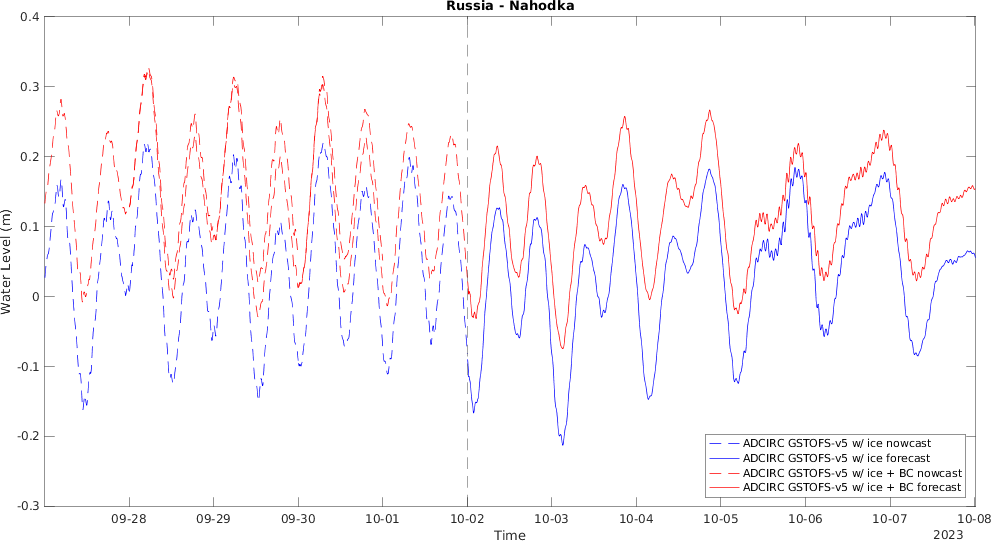 Russia - Nahodka
Water Level (m)
0.4
0.3
0.2
0.1
0
-0.1
-0.2
-0.3
ADCIRC GSTOFS-v5 w/ ice nowcast
ADCIRC GSTOFS-v5 w/ ice forecast
ADCIRC GSTOFS-v5 w/ ice + BC nowcast
ADCIRC GSTOFS-v5 w/ ice + BC forecast
09-28 09-29 09-30 10-01 10-02 10-03 10-04 10-05 10-06 10-07 10-08
Time
2023